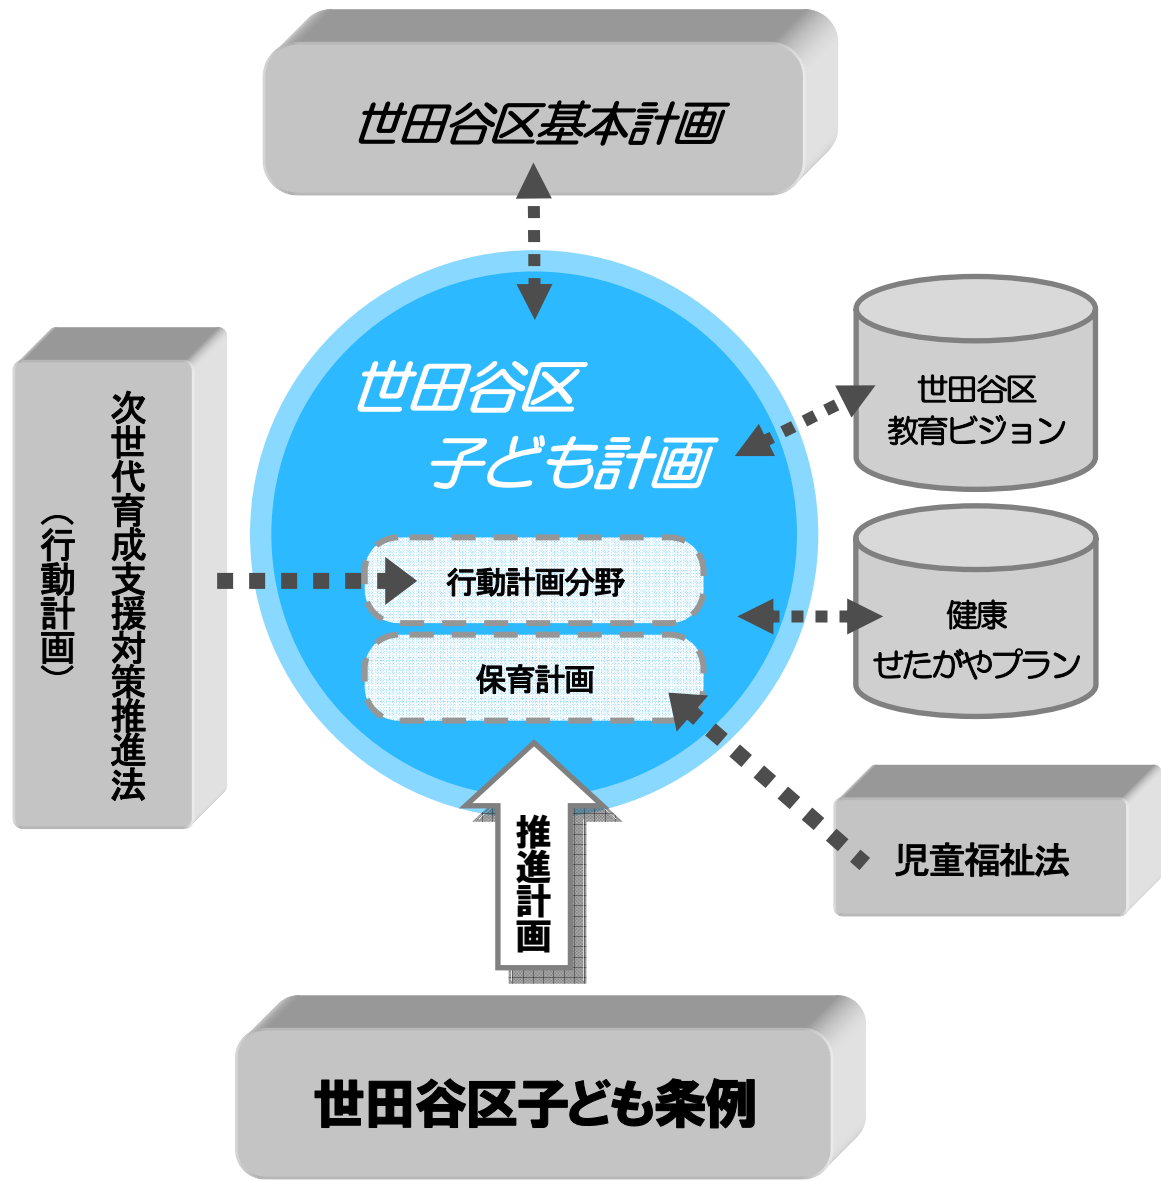 世田谷区基本計画
世田谷区
子ども計画
世田谷区
教育ビジョン
次世代育成支援対策推進法
（行動計画）
行動計画分野
健康
せたがやプラン
保育計画
児童福祉法
推進計画
世田谷区子ども条例